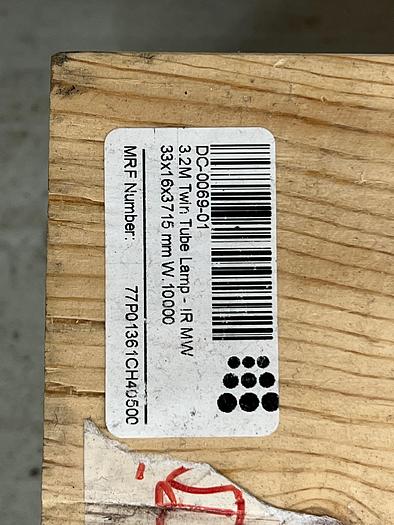 DC-0069-01
3.2M Twin Tube Lamp - IR MW
33x16x3715 mm W.10000
MRF Number: 77P01361CH40500